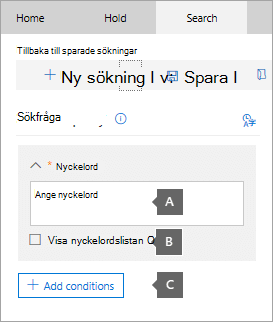 Home Hold Search
Tillbaka till sparade sökningar
Ny sökning I v. Spara I
Sökfråga
* Nyckelord
Ange nyckelord
A
Visa nyckelordslistan
B
+ Add conditions
C